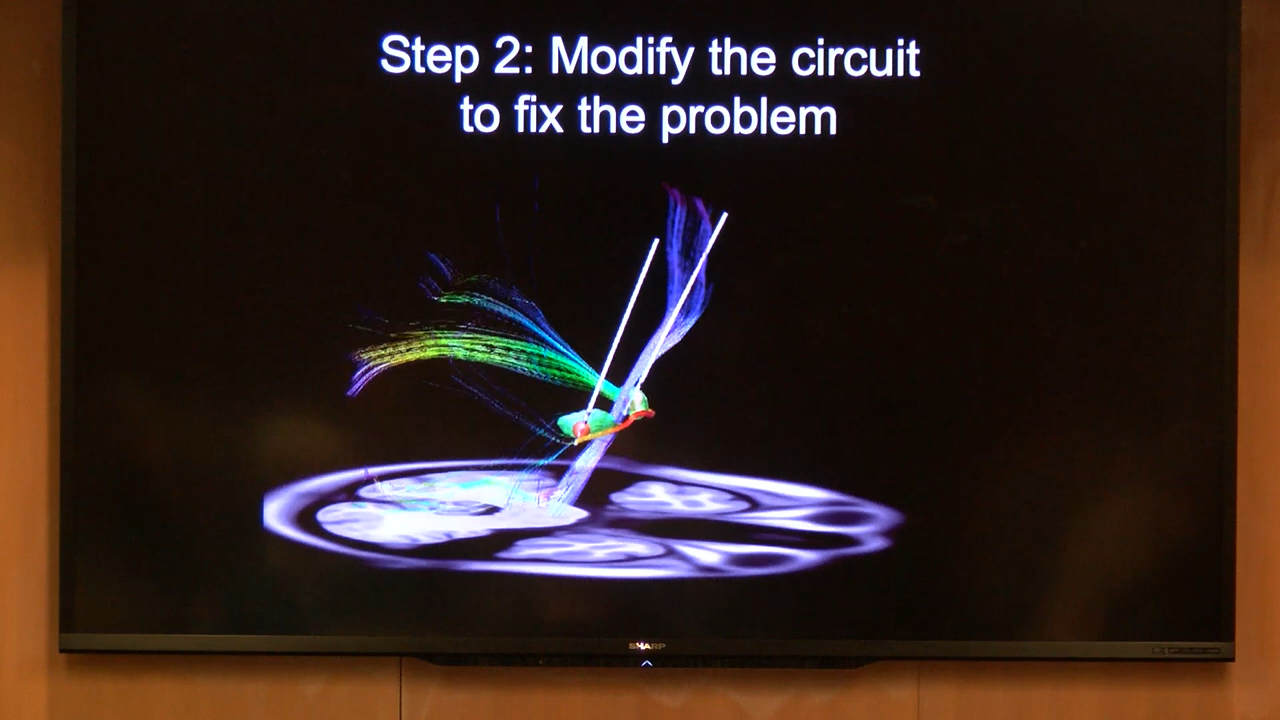 Step 2: Modify the circuit
to fix the problem
SHARP